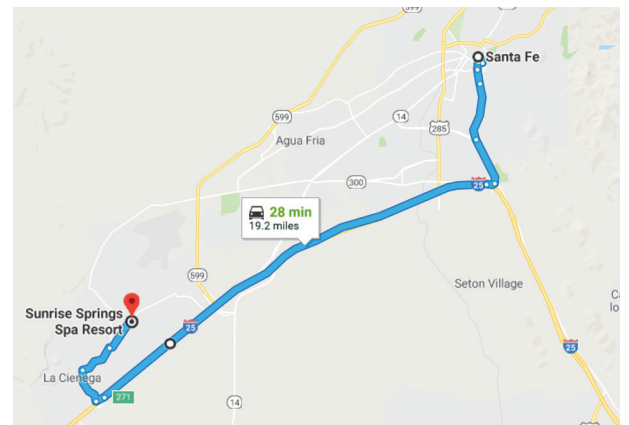 599
Santa Fe
599
14
285
Agua Fria
300
25
28 min
19.2 miles
599
Seton Village
Sunrise Springs
Spa Resort
25
25
La Cienega
271
14